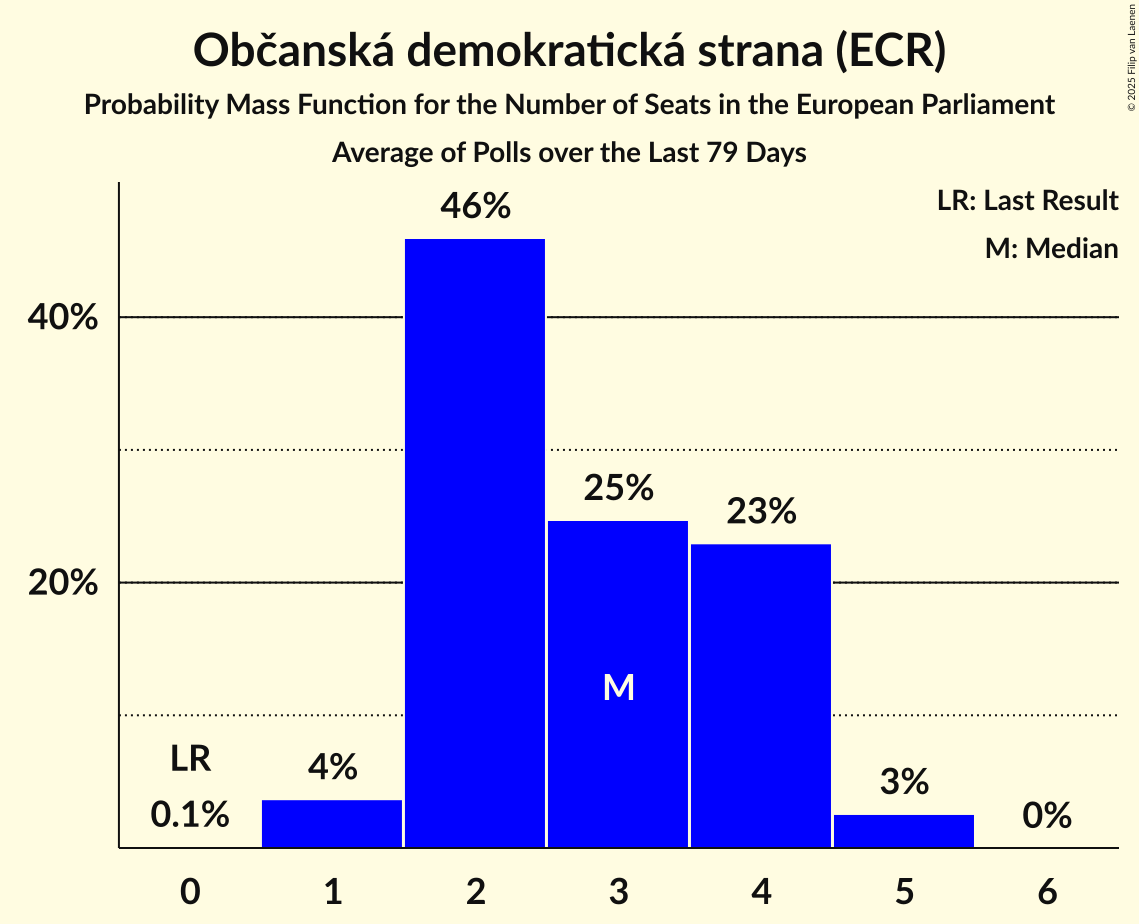 Občanská demokratická strana (ECR)
Probability Mass Function for the Number of Seats in the European Parliament
Average of Polls over the Last 79 Days
© 2025 Filip van Laenen
LR: Last Result
M: Median
46%
40%
25%
23%
20%
M
LR
4%
3%
0.1%
0%
0 1 2 3 4 5 6